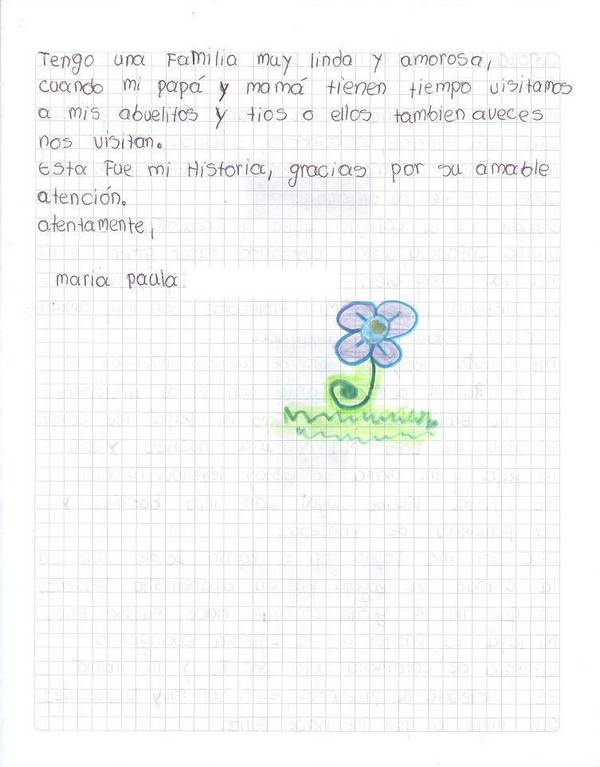 Tengo una Familia muy linda y amorosa,
cuando mi papá y mamá tienen tiempo visitamos
a mis abuelitos y tios o ellos tambien aveces
nos visitan.
Esta Fue mi Historia, gracias por su amable
atención.
atentamente,
maria paula